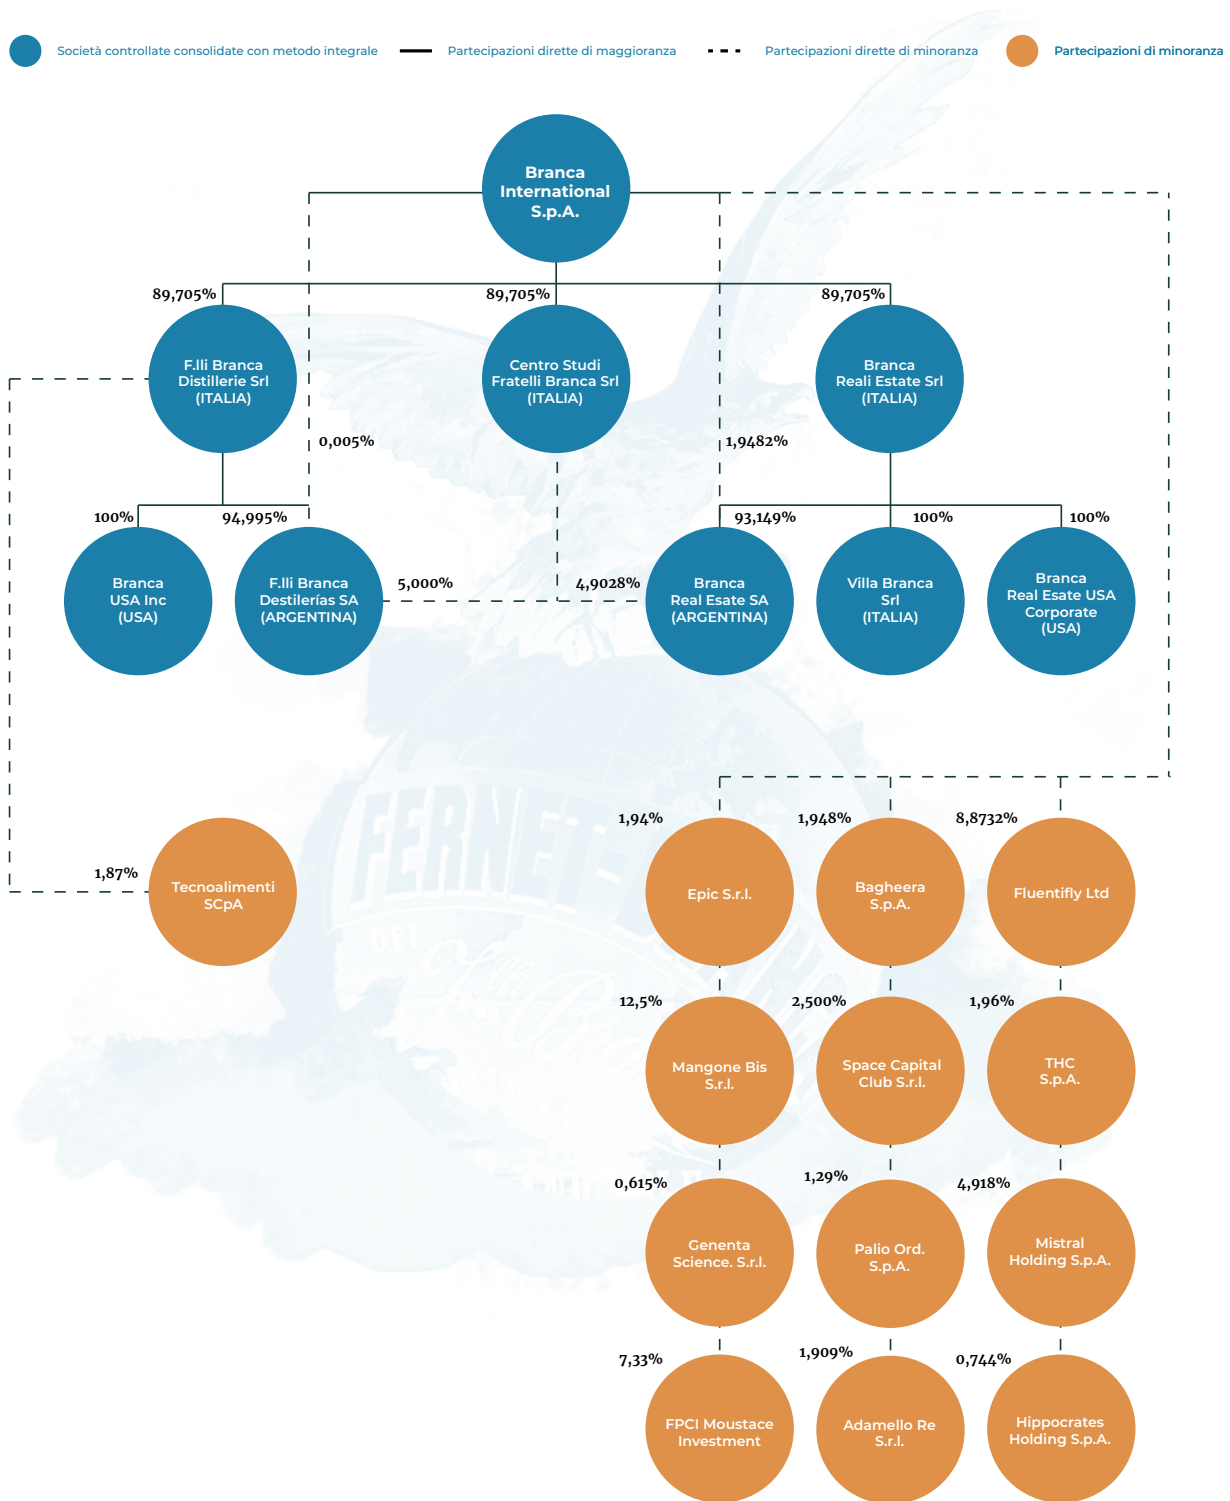 Società controllate consolidate con metodo integrale
Partecipazioni dirette di maggioranza
Partecipazioni dirette di minoranza
Partecipazioni di minoranza
Branca
International
S.p.A.
89,705%
89,705%
89,705%
F.lli Branca
Distillerie Srl
(ITALIA)
Centro Studi
Fratelli Branca Srl
(ITALIA)
Branca
Reali Estate Srl
(ITALIA)
0,005%
1,9482%
100%
94,995%
93,149%
100%
100%
Branca
USA Inc
(USA)
F.lli Branca
Destilerías SA
(ARGENTINA)
5,000%
4,9028%
Branca
Real Esate SA
(ARGENTINA)
Villa Branca
Srl
(ITALIA)
Branca
Real Esate USA
Corporate
(USA)
1,94%
1,948%
8,8732%
1,87%
Tecnoalimenti
SCpA
Epic S.r.l.
Bagheera
S.p.A.
Fluentifly Ltd
12,5%
2,500%
1,96%
Mangone Bis
S.r.l.
Space Capital
Club S.r.l.
THC
S.p.A.
0,615%
1,29%
4,918%
Genenta
Science. S.r.l.
Palio Ord.
S.p.A.
Mistral
Holding S.p.A.
7,33%
1,909%
0,744%
FPCI Moustace
Investment
Adamello Re
S.r.l.
Hippocrates
Holding S.p.A.
FERNET-
DEI